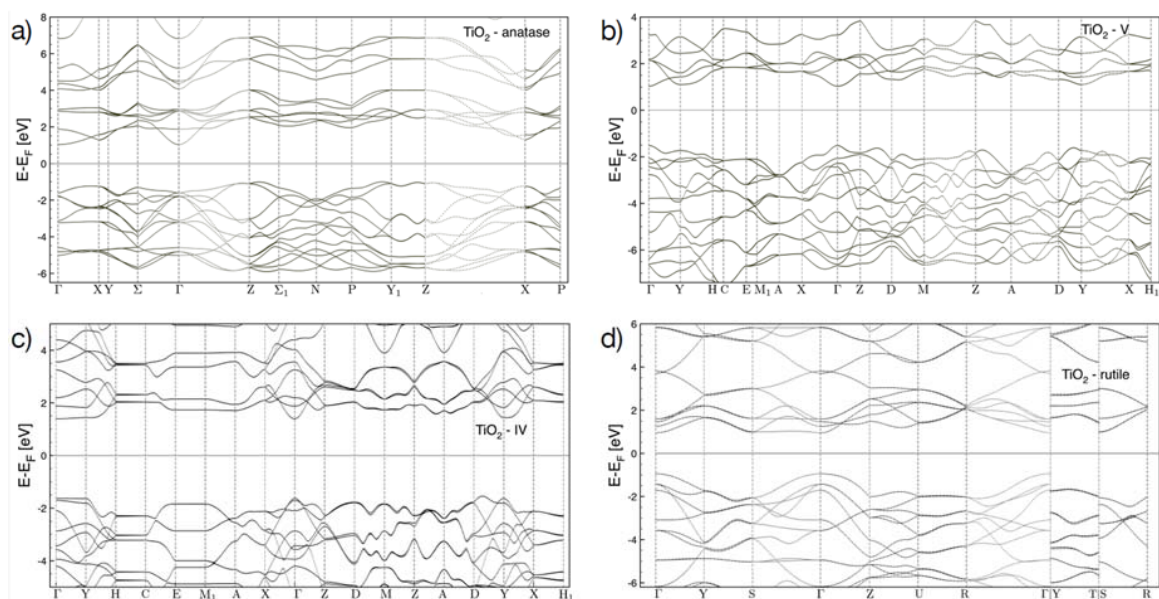 a)
TiO2 - anatase
E-EF [eV]
8
6
4
2
0
-2
-4
-6
Γ X Y Σ Γ Z Σ1 N P Y1 Z X P
b)
TiO2 - V
E-EF [eV]
4
2
0
-2
-4
-6
Γ Y H C E M1 A X Γ Z D M Z A D Y X H1
c)
TiO2 - IV
E-EF [eV]
4
2
0
-2
-4
Γ Y H C E M1 A X Γ Z D M Z A D Y X H1
d)
TiO2 - rutile
E-EF [eV]
6
4
2
0
-2
-4
-6
Γ Y S Γ Z U R Γ|Y T|S R